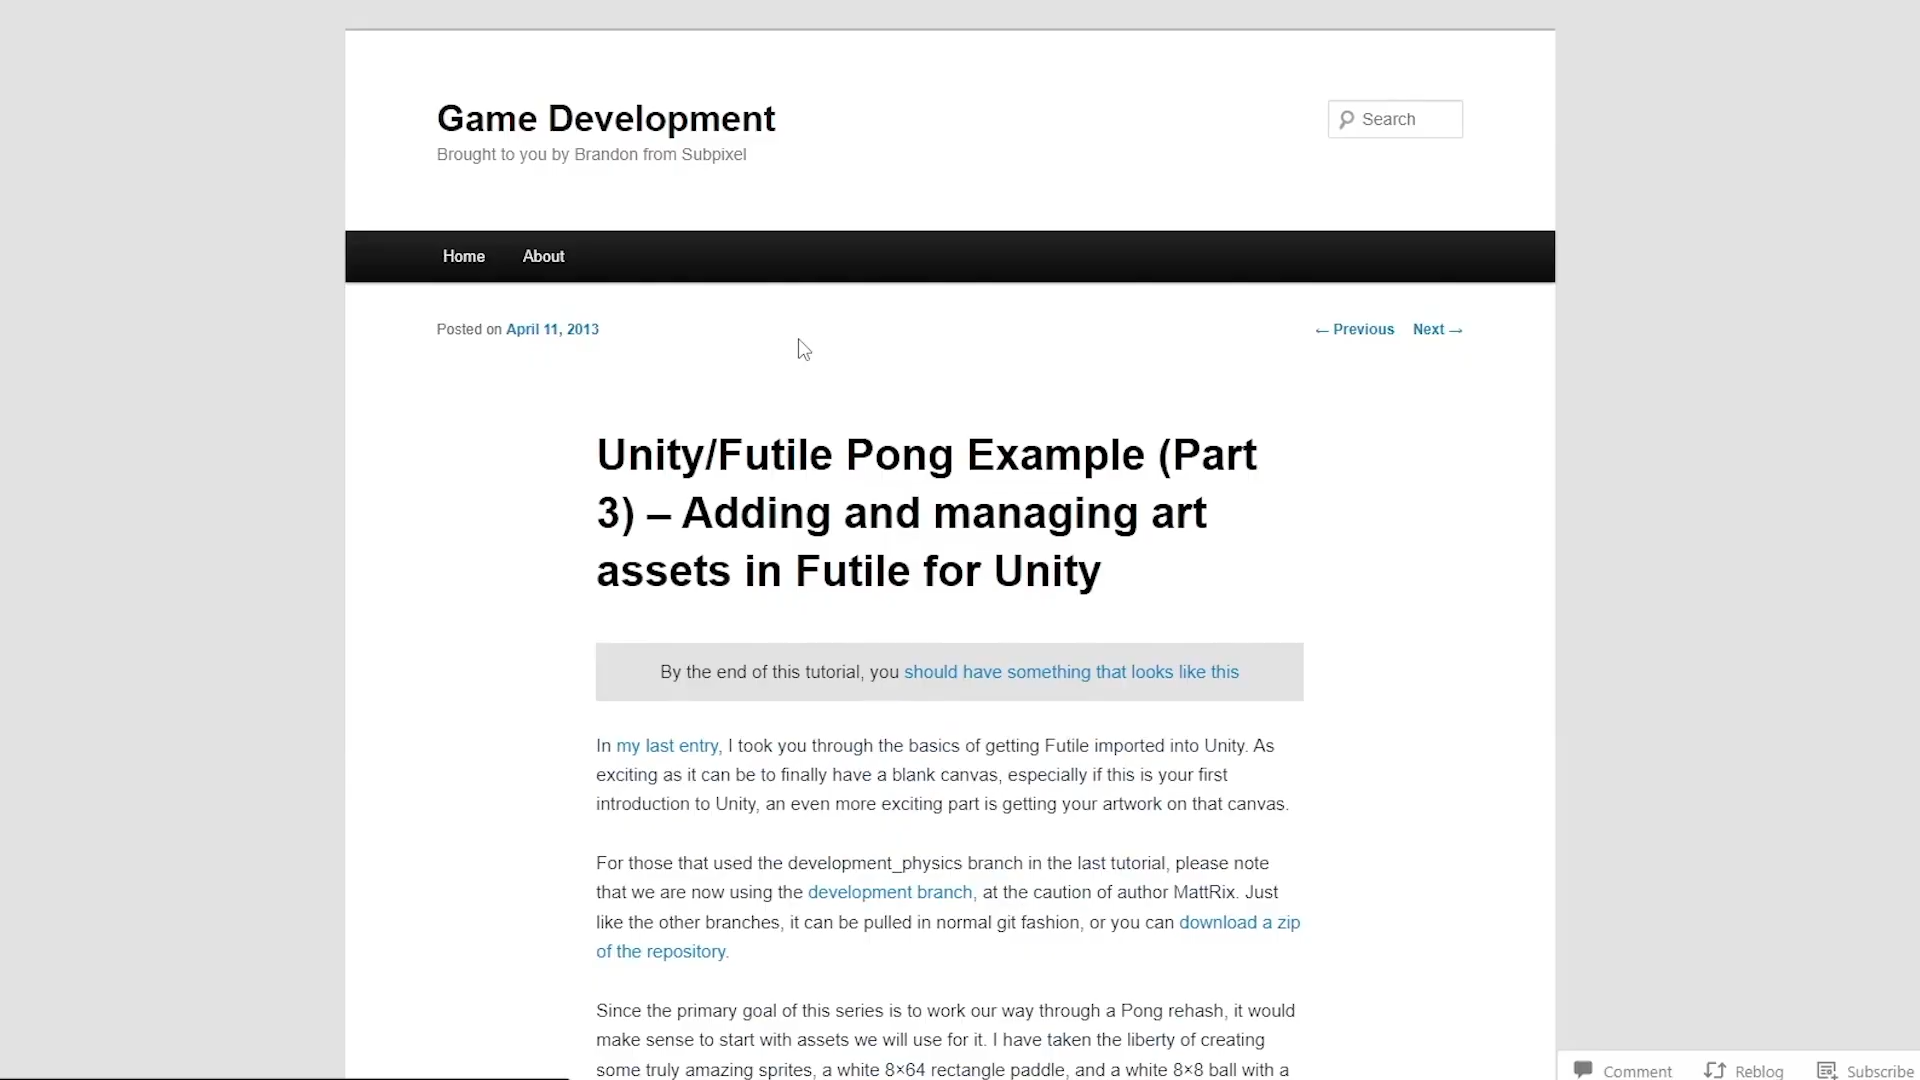 Game Development
Brought to you by Brandon from Subpixel
Search
Home About
Posted on April 11, 2013
← Previous Next →
Unity/Futile Pong Example (Part
3) – Adding and managing art
assets in Futile for Unity
By the end of this tutorial, you should have something that looks like this
In my last entry, I took you through the basics of getting Futile imported into Unity. As
exciting as it can be to finally have a blank canvas, especially if this is your first
introduction to Unity, an even more exciting part is getting your artwork on that canvas.
For those that used the development_physics branch in the last tutorial, please note
that we are now using the development branch, at the caution of author MattRix. Just
like the other branches, it can be pulled in normal git fashion, or you can download a zip
of the repository.
Since the primary goal of this series is to work our way through a Pong rehash, it would
make sense to start with assets we will use for it. I have taken the liberty of creating
some truly amazing sprites, a white 8×64 rectangle paddle, and a white 8×8 ball with a
Comment Reblog Subscribe